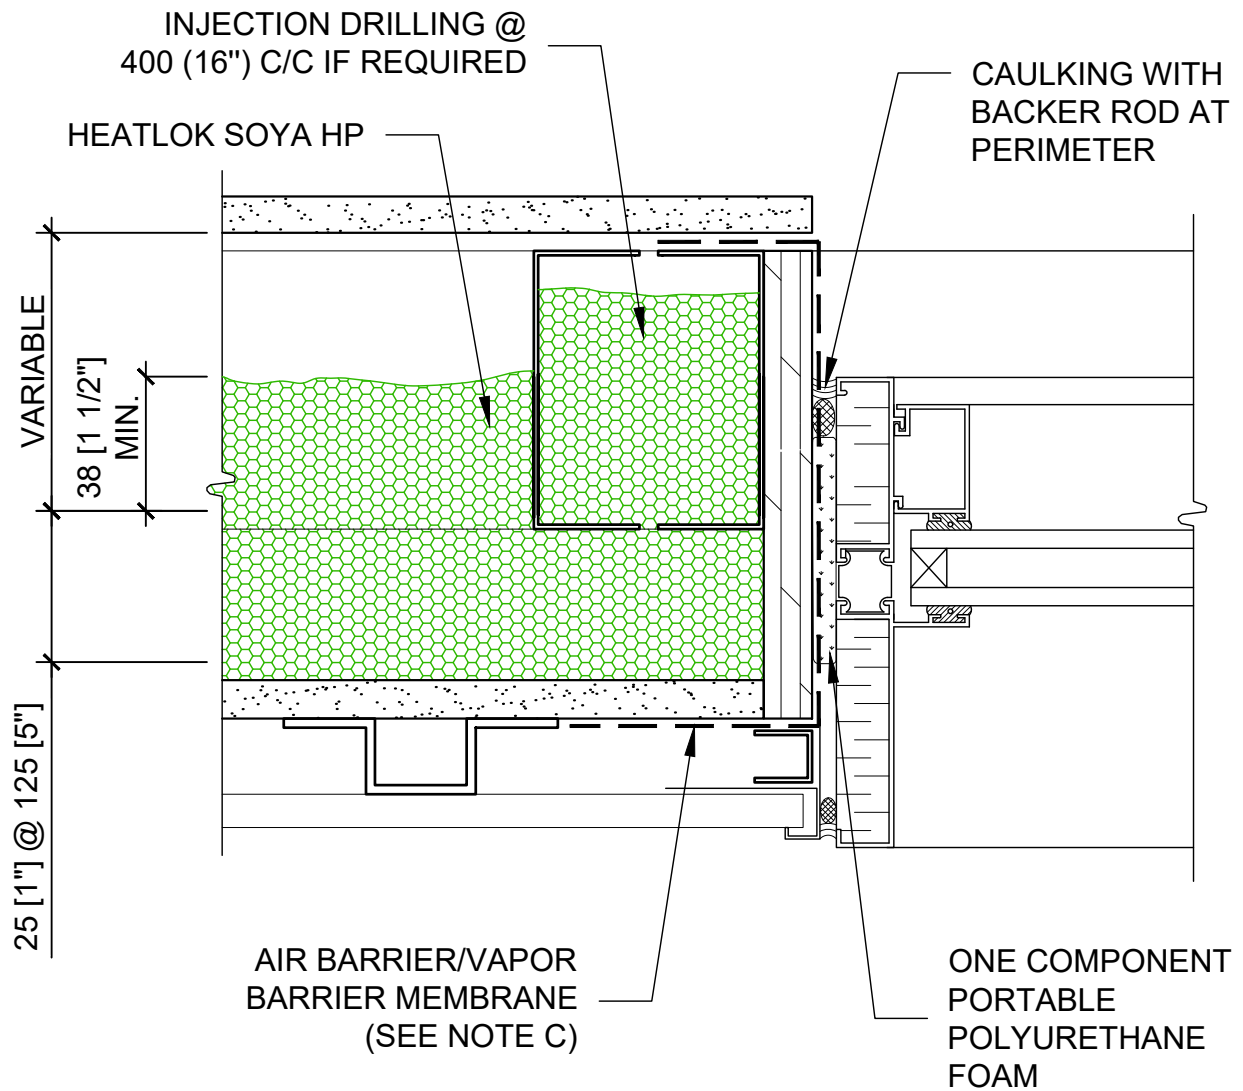 INJECTION DRILLING @
400 (16") C/C IF REQUIRED
HEATLOK SOYA HP
CAULKING WITH
BACKER ROD AT
PERIMETER
VARIABLE
38 [1 1/2"]
MIN.
25 [1"] @ 125 [5"]
AIR BARRIER/VAPOR
BARRIER MEMBRANE
(SEE NOTE C)
ONE COMPONENT
PORTABLE
POLYURETHANE
FOAM